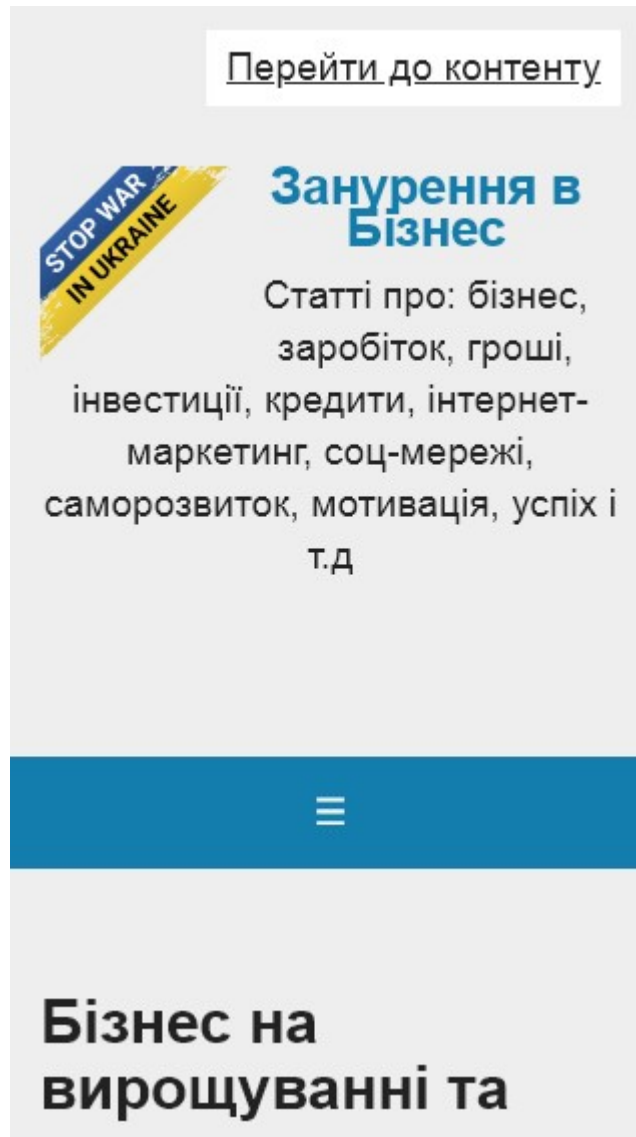 Перейти до контенту
STOP WAR
IN UKRAINE
Занурення в
Бізнес
Статті про: бізнес,
заробіток, гроші,
інвестиції, кредити, інтернет-
маркетинг, соц-мережі,
саморозвиток, мотивація, успіх і
т.д
Бізнес на
вирощуванні та